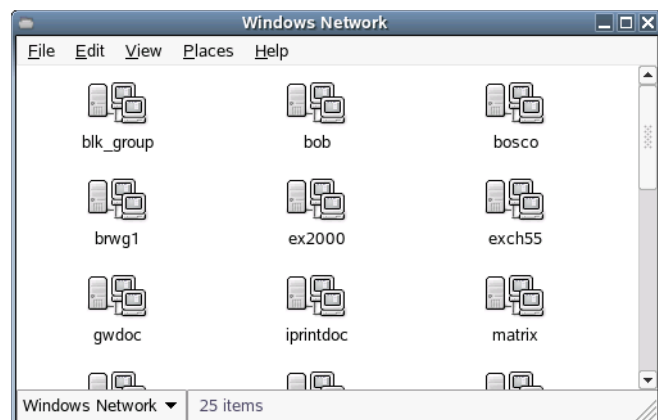 Windows Network
File Edit View Places Help
blk_group bob bosco
brwg1 ex2000 exch55
gwdoc iprintdoc matrix
Windows Network 25 items